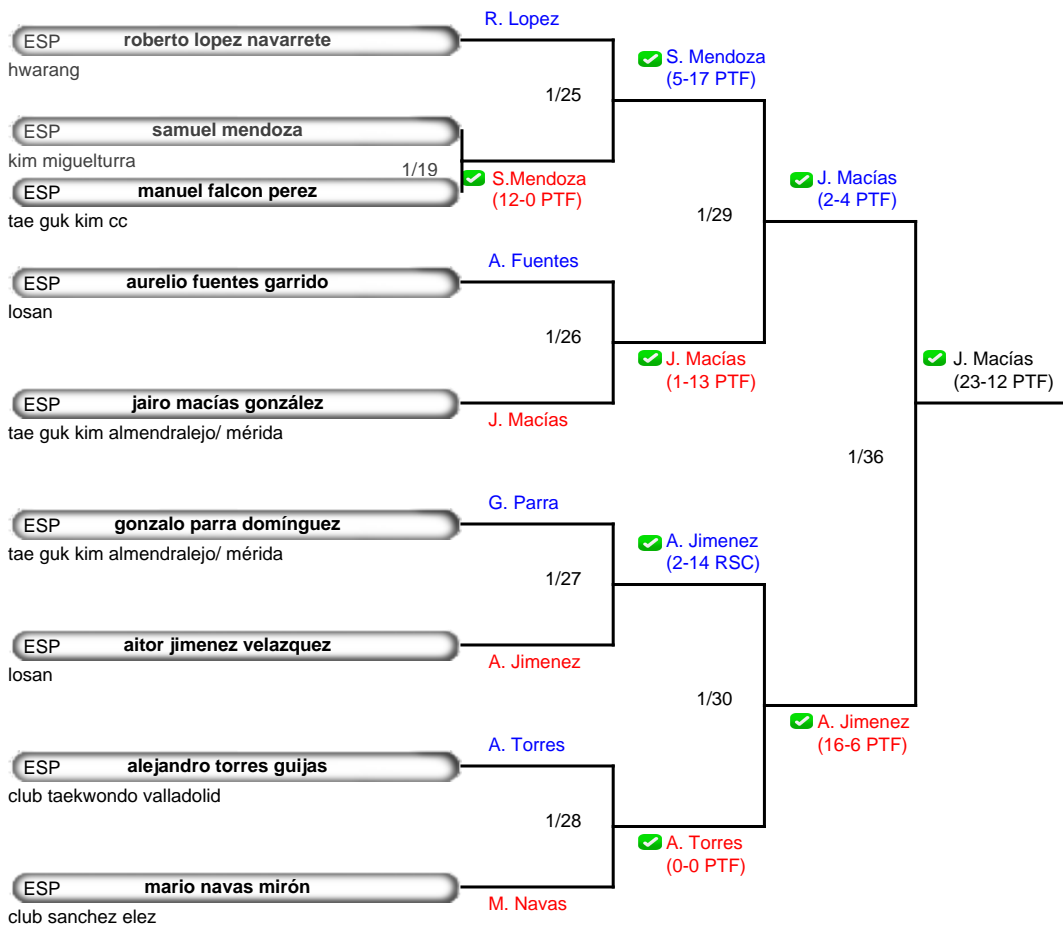 R. Lopez
ESP roberto lopez navarrete
hwarang
S. Mendoza
(5-17 PTF)
1/25
ESP samuel mendoza
kim miguelturra
1/19
S.Mendoza
(12-0 PTF)
ESP manuel falcon perez
tae guk kim cc
J. Macías
(2-4 PTF)
1/29
A. Fuentes
ESP aurelio fuentes garrido
losan
1/26
J. Macías
(1-13 PTF)
J. Macías
(23-12 PTF)
ESP jairo macías gonzález
tae guk kim almendralejo/ mérida
J. Macías
1/36
G. Parra
ESP gonzalo parra domínguez
tae guk kim almendralejo/ mérida
A. Jimenez
(2-14 RSC)
1/27
ESP aitor jimenez velazquez
losan
A. Jimenez
1/30
A. Jimenez
(16-6 PTF)
A. Torres
ESP alejandro torres guijas
club taekwondo valladolid
1/28
A. Torres
(0-0 PTF)
ESP mario navas mirón
club sanchez elez
M. Navas